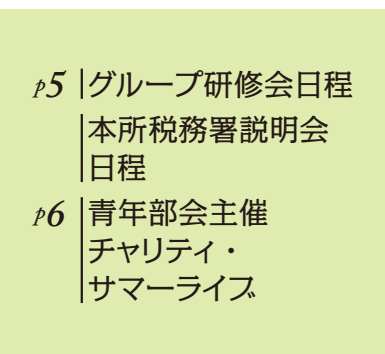 p5 グループ研修会日程
本所税務署説明会
日程
p6 青年部会主催
チャリティ・
サマーライブ